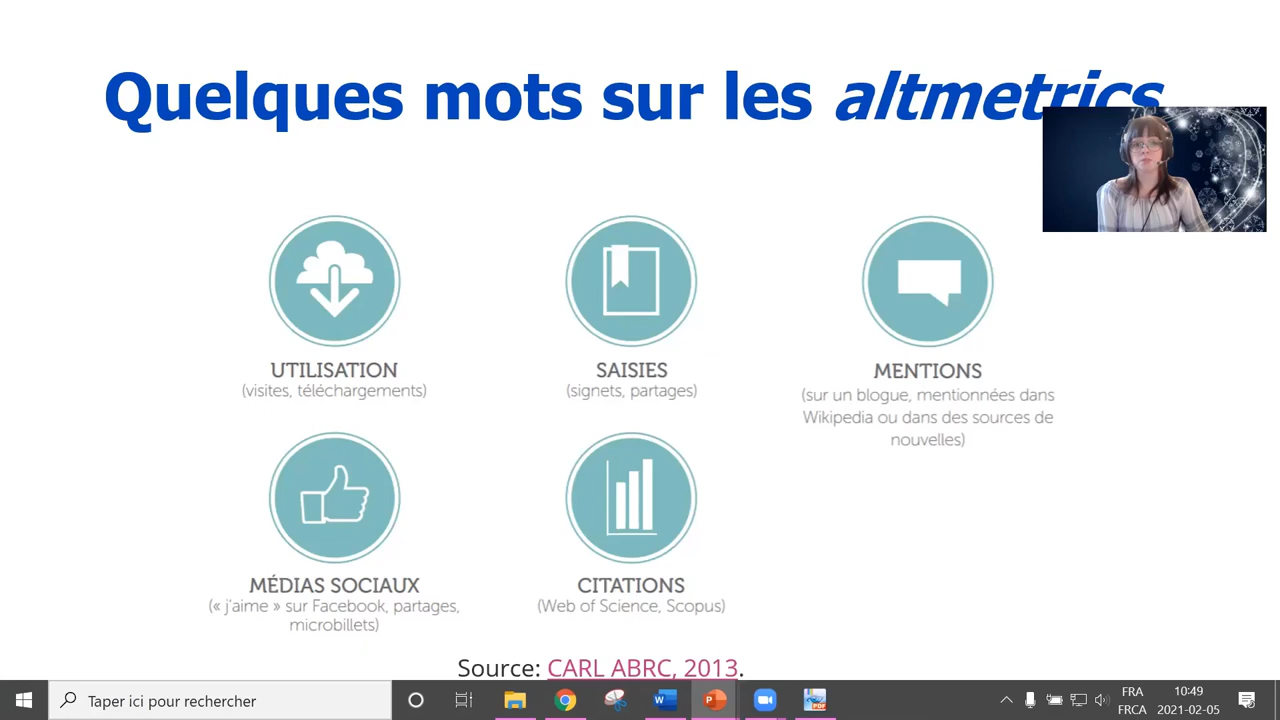 Quelques mots sur les altmetrics
UTILISATION
(visites, téléchargements)
SAISIES
(signets, partages)
MENTIONS
(sur un blogue, mentionnées dans
Wikipedia ou dans des sources de
nouvelles)
MÉDIAS SOCIAUX
(« j'aime » sur Facebook, partages,
microbillets)
CITATIONS
(Web of Science, Scopus)
Source: CARL ABRC, 2013.
Taper ici pour rechercher
FRA
FRCA
10:49
2021-02-05